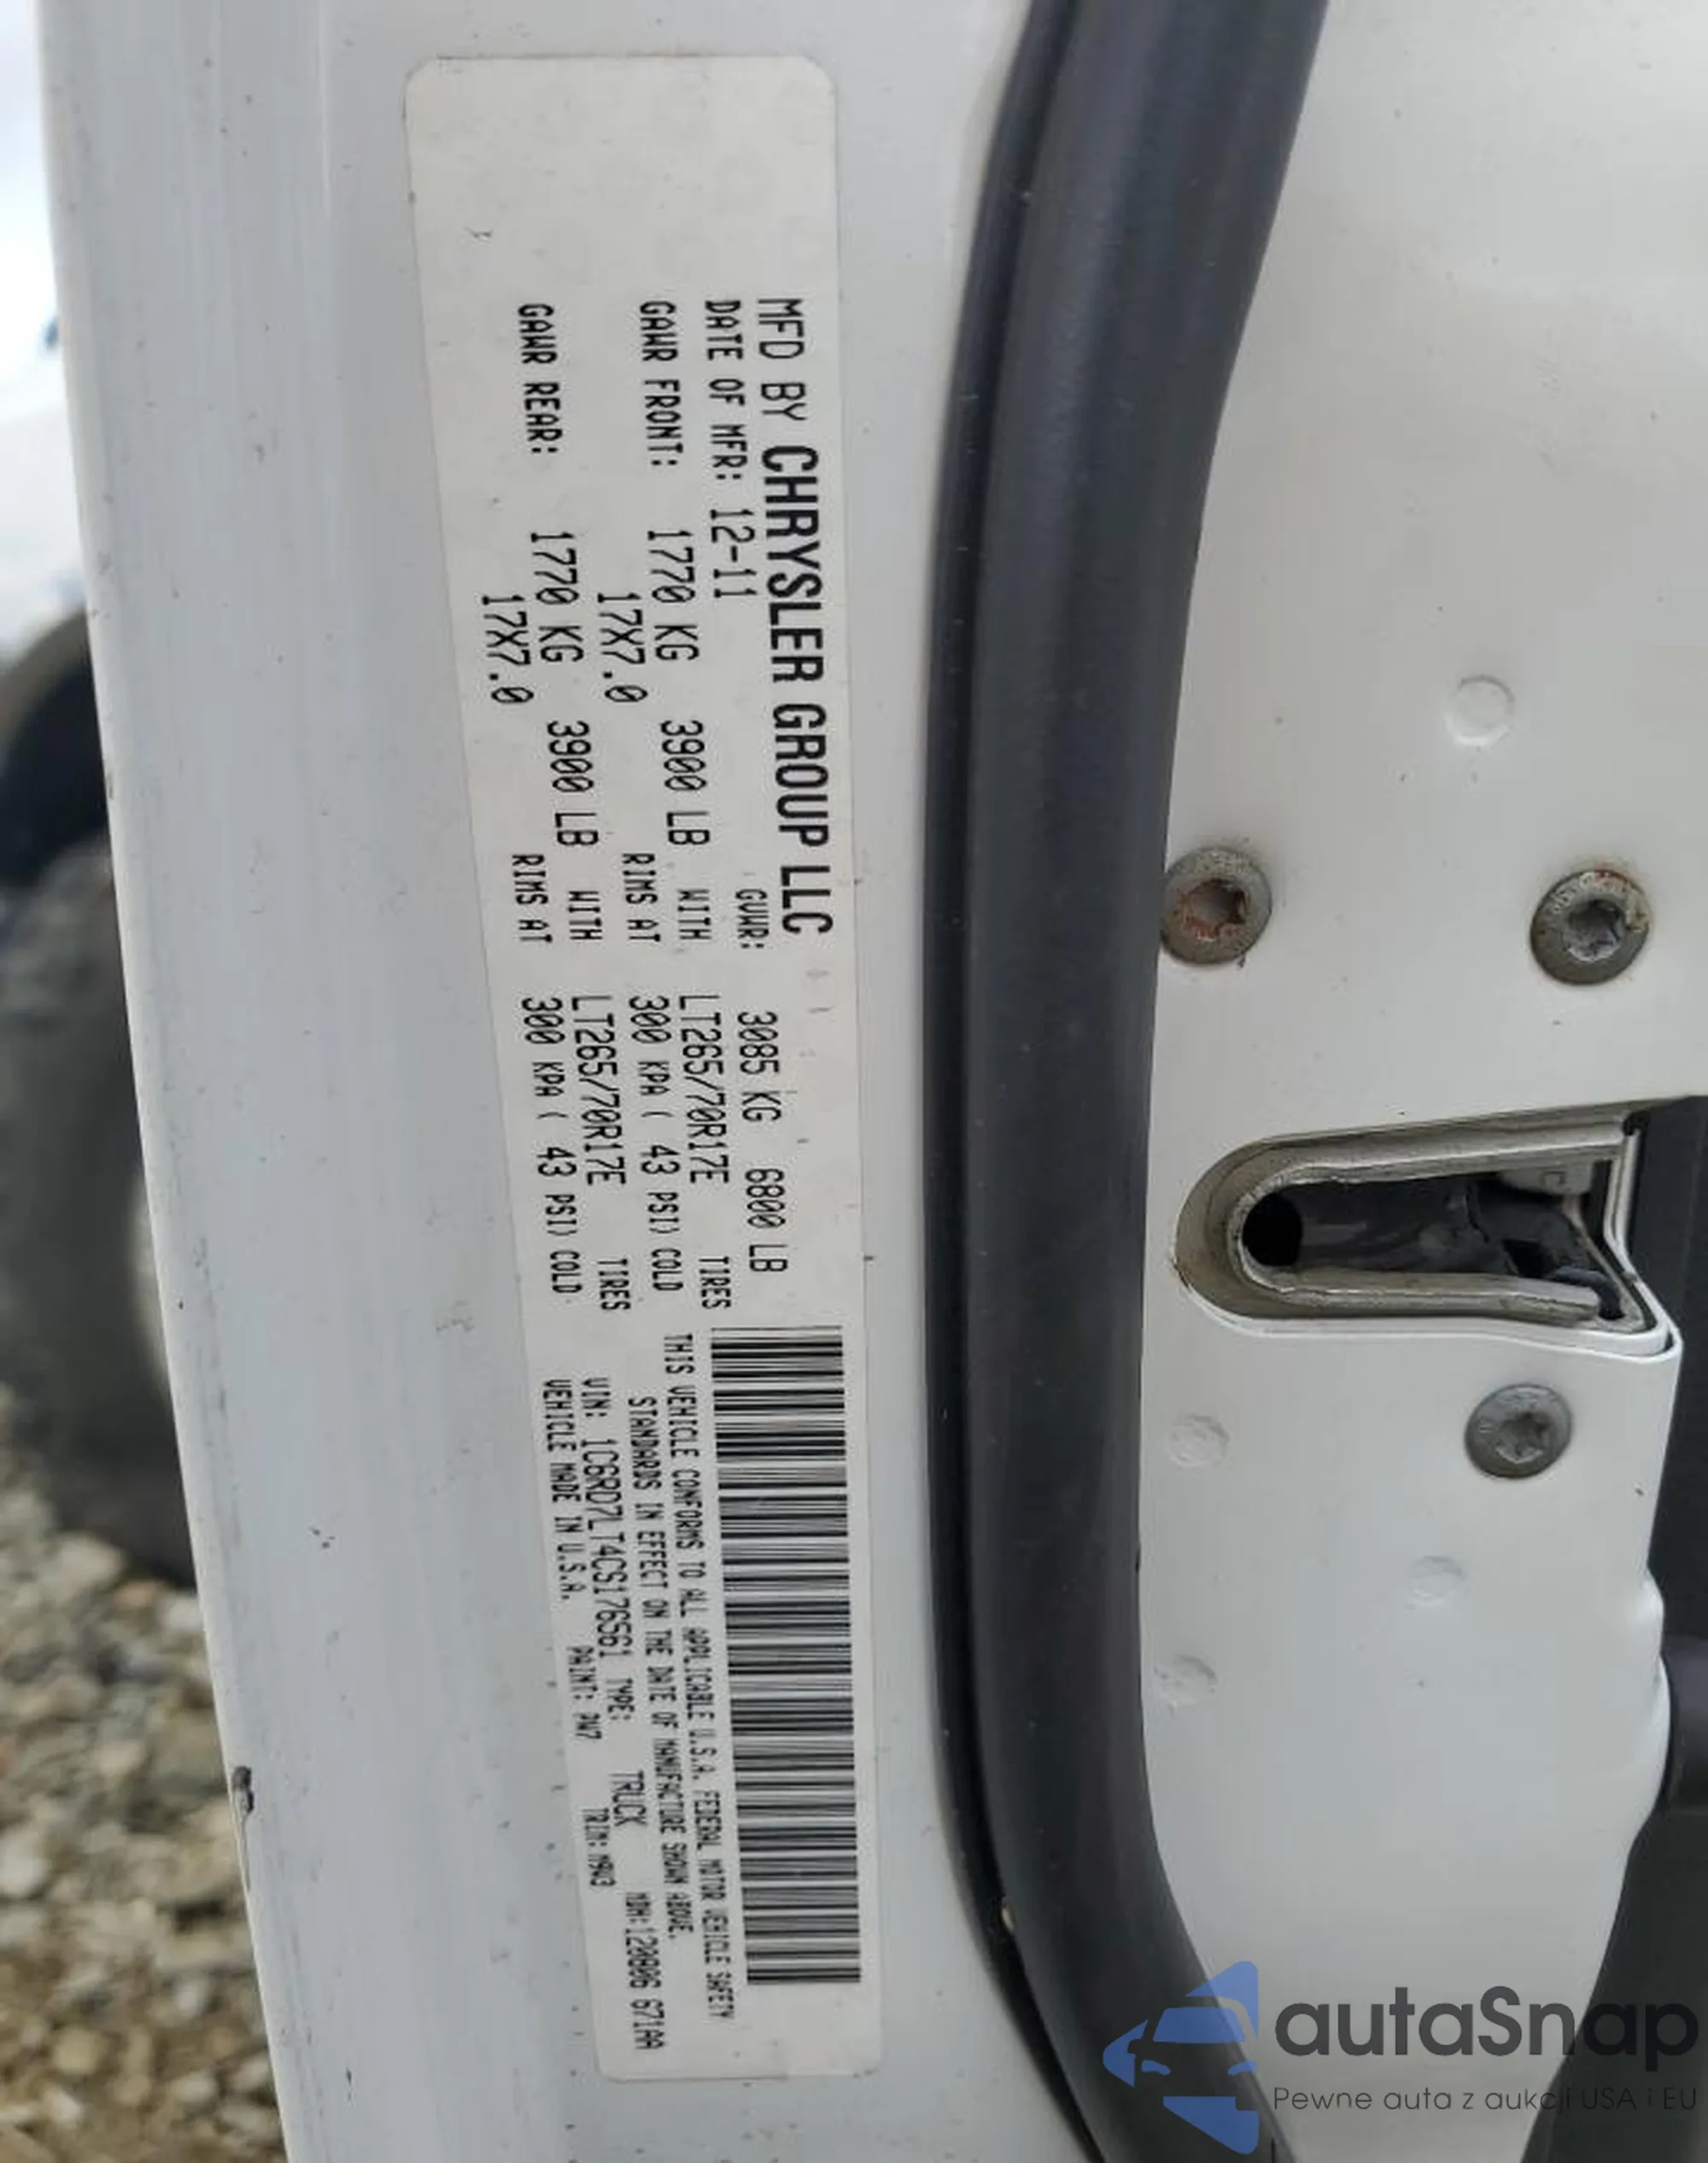 MFD BY CHRYSLER GROUP LLC
DATE OF MFR: 12-11 GVWR: 3085 KG 6800 LB
GAWR FRONT: 1770 KG 3900 LB WITH LT265/70R17E TIRES
17X7.0 RIMS AT 300 KPA ( 43 PSI) COLD
GAWR REAR: 1770 KG 3900 LB WITH LT265/70R17E TIRES
17X7.0 RIMS AT 300 KPA ( 43 PSI) COLD
THIS VEHICLE CONFORMS TO ALL APPLICABLE U.S.A. FEDERAL MOTOR VEHICLE SAFETY
STANDARDS IN EFFECT ON THE DATE OF MANUFACTURE SHOWN ABOVE.
VIN: 1C6RD7LT4CS176561 TYPE: TRUCK MDH:120806 671AA
VEHICLE MADE IN U.S.A. PAINT: PW7 TRIM: M9W3
autaSnap
Pewne auta z aukcji USA i EU